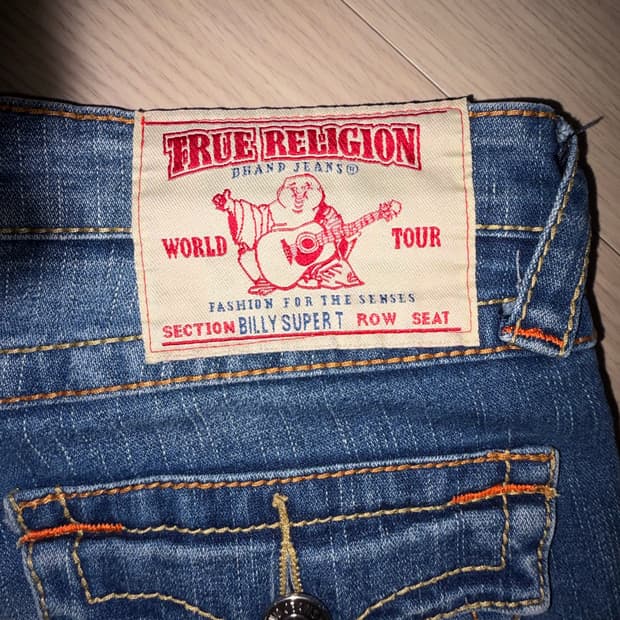 TRUE RELIGION
BRAND JEANS®
WORLD TOUR
FASHION FOR THE SENSES
SECTION BILLY SUPER T ROW SEAT